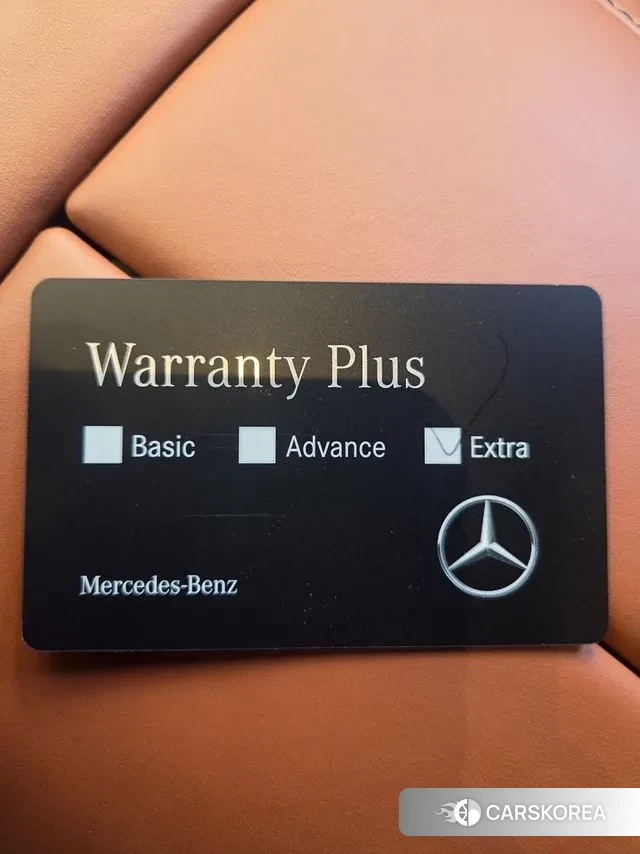 Warranty Plus
Basic Advance Extra
Mercedes-Benz
CARSKOREA